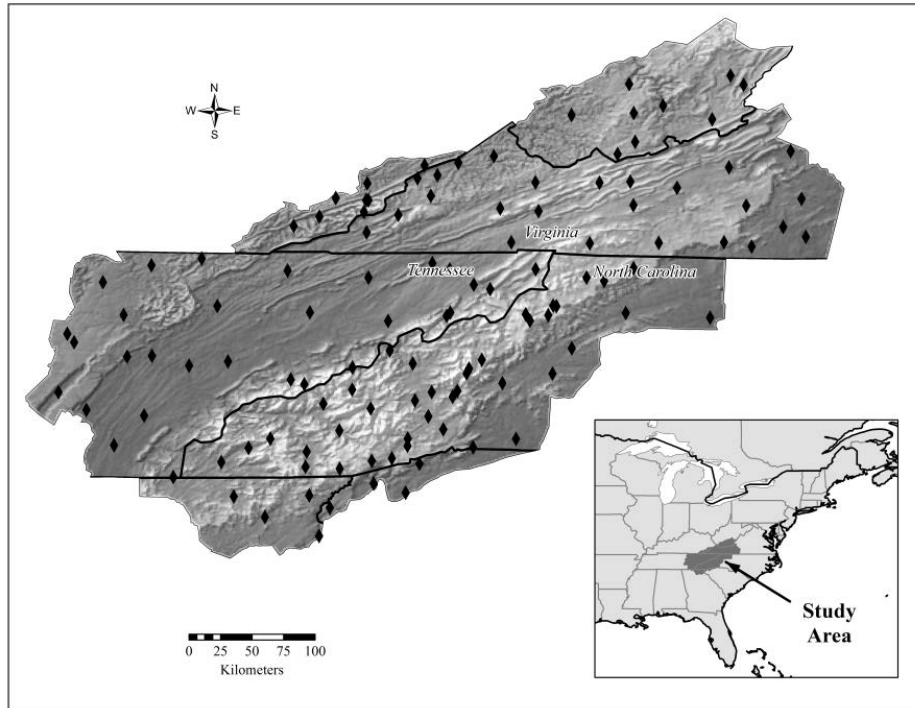 N
W E
S
Virginia
Tennessee
North Carolina
0 25 50 75 100
Kilometers
Study
Area